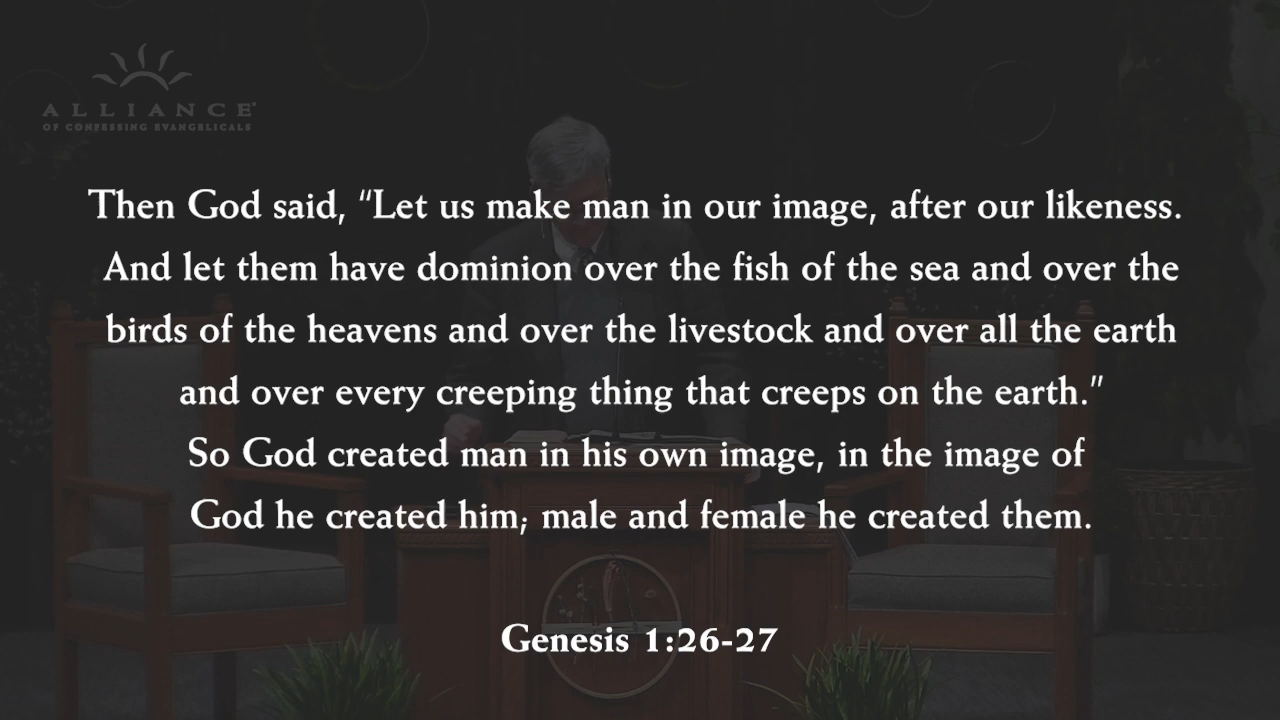 ALLIANCE
OF CONFESSING EVANGELICALS
Then God said, “Let us make man in our image, after our likeness.
And let them have dominion over the fish of the sea and over the
birds of the heavens and over the livestock and over all the earth
and over every creeping thing that creeps on the earth.”
So God created man in his own image, in the image of
God he created him; male and female he created them.
Genesis 1:26-27